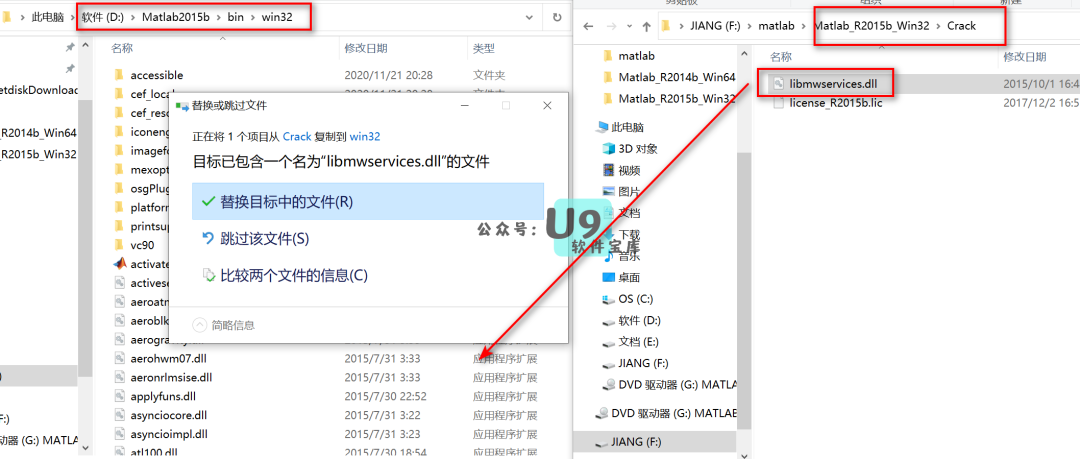 此电脑 > 软件 (D:) > Matlab2015b > bin > win32
名称
修改日期
类型
accessible
2020/11/21 20:28
文件夹
cef_local
cef_reso
iconeng
imagefo
mexopt
osgPlug
platform
printsup
vc90
activate
activese
aeroatn
aeroblk
aerohwm07.dll
2015/7/31 3:33
应用程序扩展
aeronrlmsise.dll
2015/7/31 3:33
应用程序扩展
applyfuns.dll
2015/7/30 22:52
应用程序扩展
asynciocore.dll
2015/7/31 3:22
应用程序扩展
asyncioimpl.dll
2015/7/31 3:23
应用程序扩展
atl100.dll
2015/7/30 18:54
应用程序扩展
etdiskDownload
_R2014b_Win64
_R2015b_Win32
F:)
动器 (G:) MATLA
替换或跳过文件
正在将 1 个项目从 Crack 复制到 win32
目标已包含一个名为“libmwservices.dll”的文件
替换目标中的文件(R)
跳过该文件(S)
比较两个文件的信息(C)
简略信息
公众号:
U9
软件宝库
JIANG (F:) > matlab > Matlab_R2015b_Win32 > Crack
名称
修改日期
libmwservices.dll
2015/10/1 16:4
license_R2015b.lic
2017/12/2 16:5
matlab
Matlab_R2014b_Win64
Matlab_R2015b_Win32
此电脑
3D 对象
视频
图片
文档
下载
音乐
桌面
OS (C:)
软件 (D:)
文档 (E:)
JIANG (F:)
DVD 驱动器 (G:) MATLA
DVD 驱动器 (G:) MATLAB
JIANG (F:)